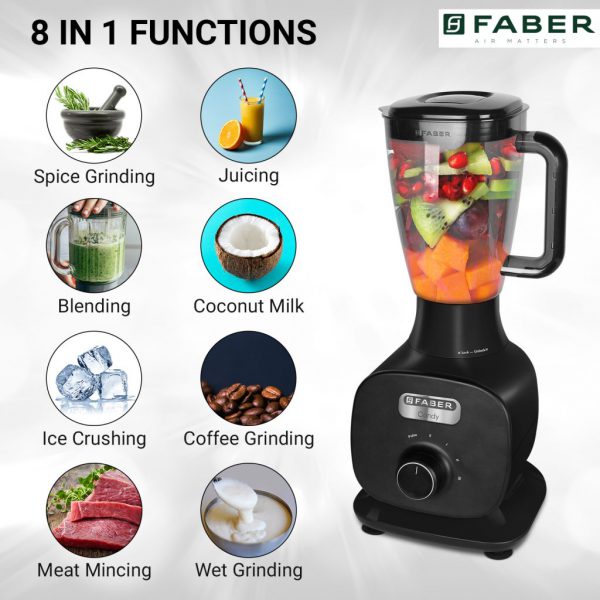 8 IN 1 FUNCTIONS
FABER
AIR MATTERS
Spice Grinding
Juicing
Blending
Coconut Milk
Ice Crushing
Coffee Grinding
Meat Mincing
Wet Grinding
FABER
FABER
Candy
Pulse